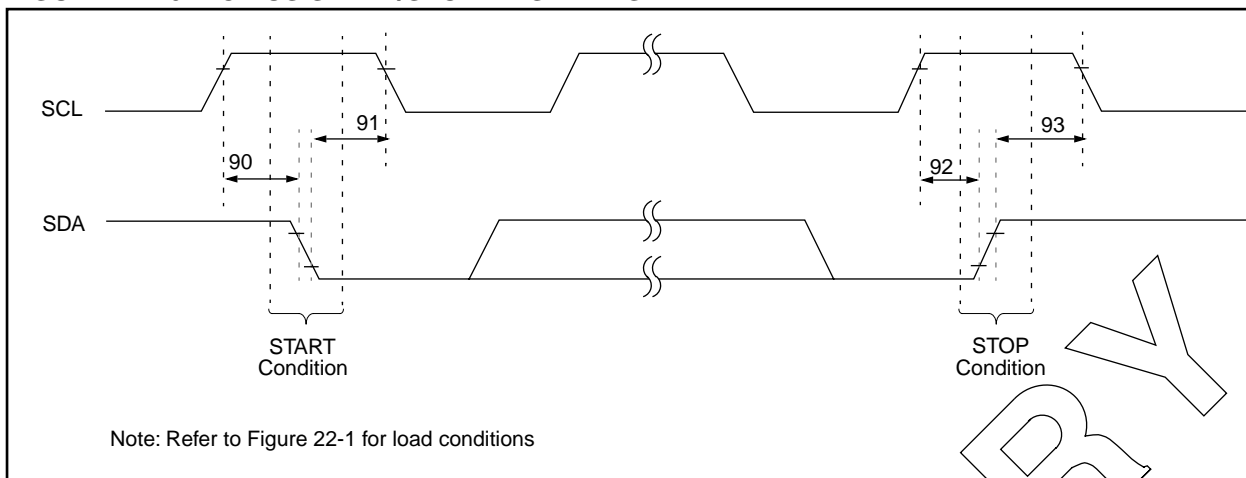 SCL
91
93
90
92
SDA
START
Condition
STOP
Condition
Note: Refer to Figure 22-1 for load conditions
R Y